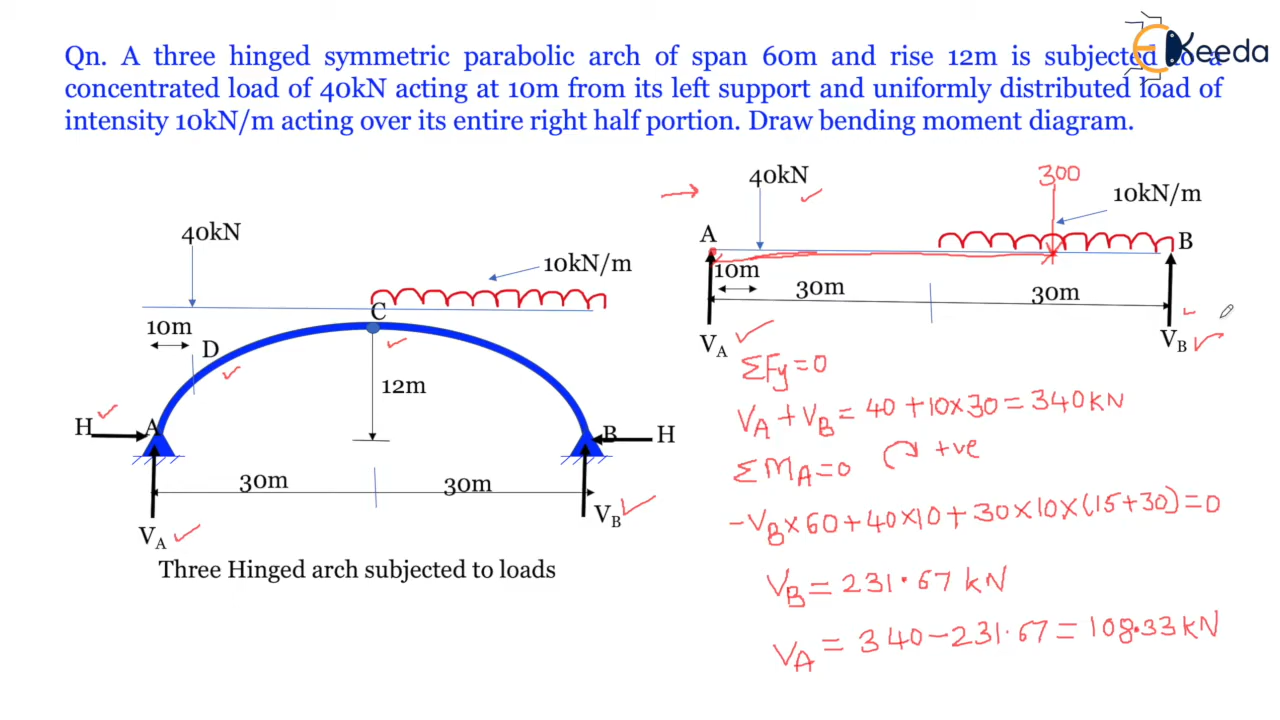 Keeda
Qn. A three hinged symmetric parabolic arch of span 60m and rise 12m is subjected to a
concentrated load of 40kN acting at 10m from its left support and uniformly distributed load of
intensity 10kN/m acting over its entire right half portion. Draw bending moment diagram.
40kN
10kN/m
C
10m
D
12m
H
A
B
H
30m
30m
VA
VB
Three Hinged arch subjected to loads
40kN
300
10kN/m
A
B
10m
30m
30m
VA
VB
ΣFy=0
VA+VB=40+10×30=340kN
ΣMA=0 +ve
-VB×60+40×10+30×10×(15+30)=0
VB=231.67 kN
VA=340-231.67=108.33kN